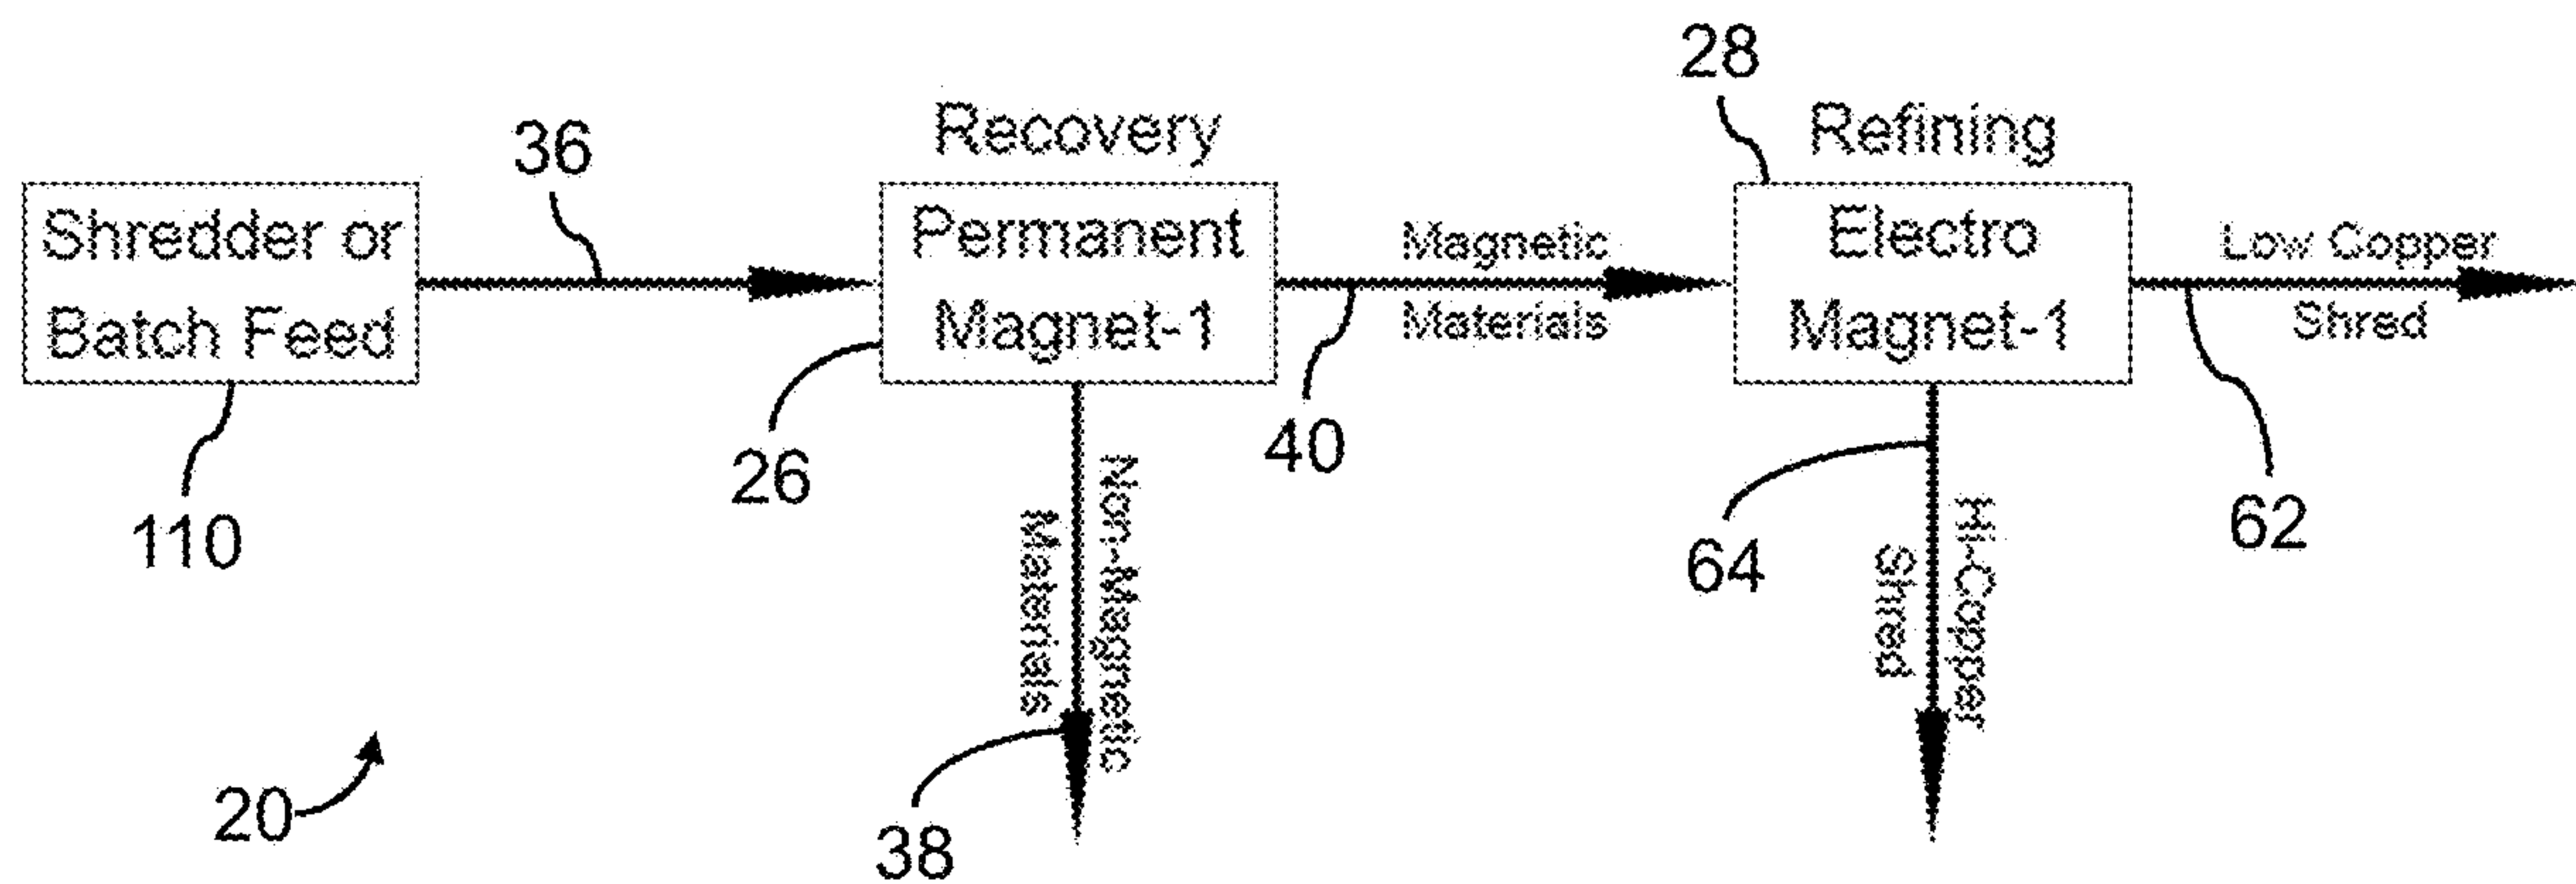 28
Recovery
Refining
36
Shredder or
Batch Feed
Permanent
Magnet-1
Magnetic
Materials
Electro
Magnet-1
Low Copper
Shred
26
40
110
Non-Magnetic
Materials
64
Hi-Copper
Shred
62
20
38